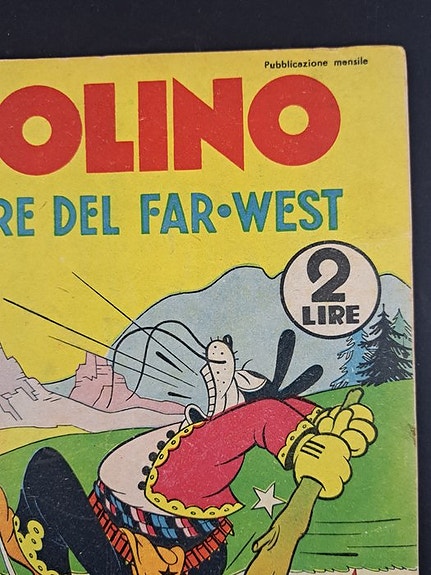 Pubblicazione mensile
OLINO
RE DEL FAR-WEST
2
LIRE